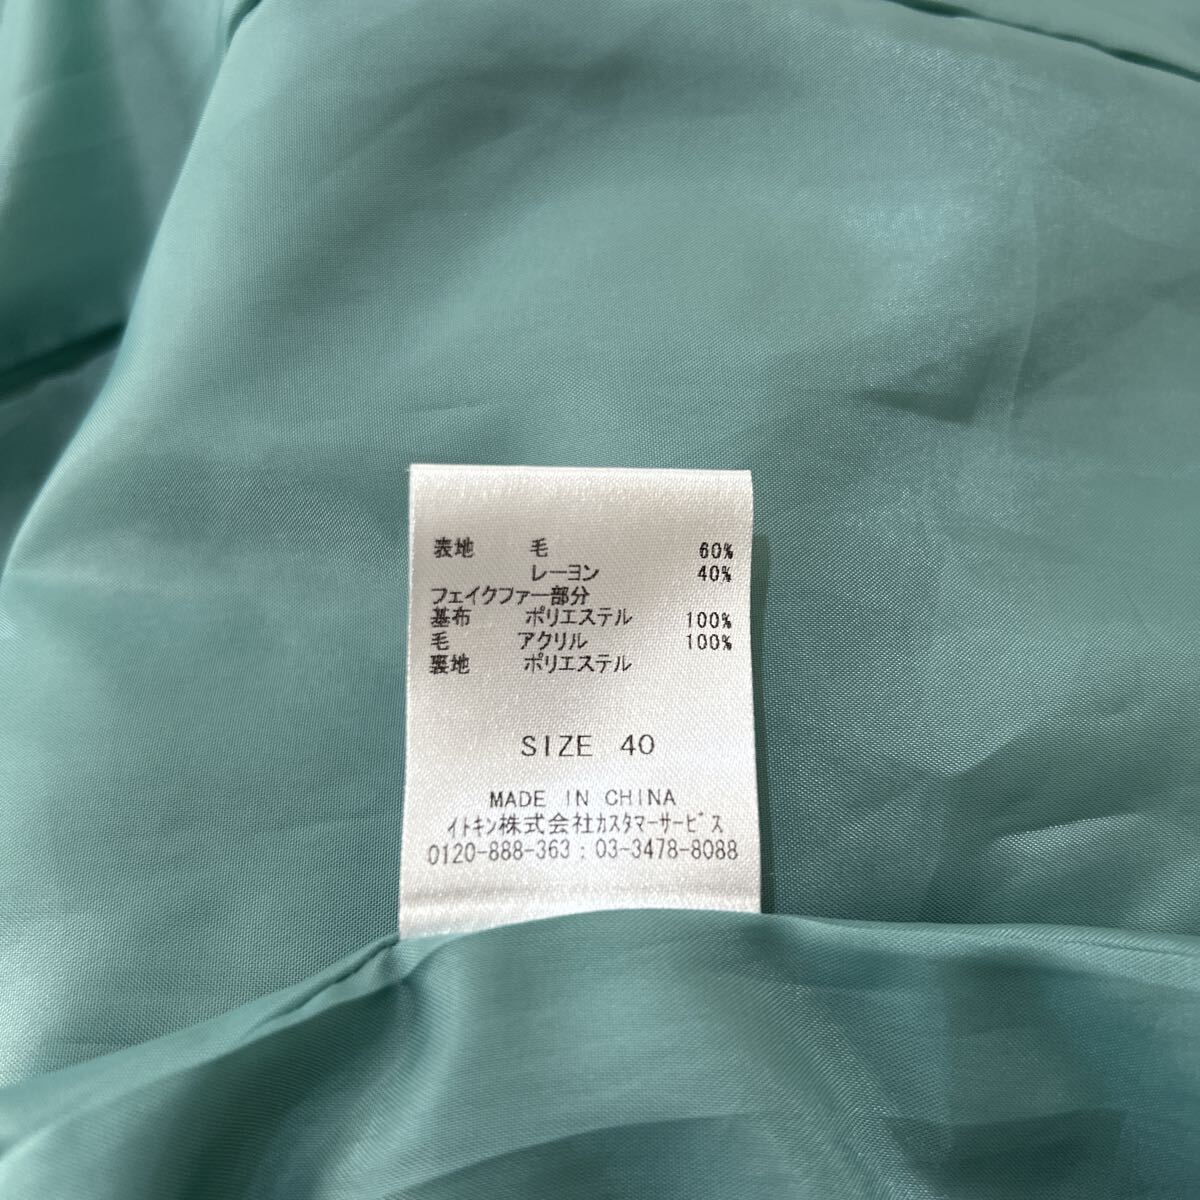 表地 毛 60%
レーヨン 40%
フェイクファー部分
基布 ポリエステル 100%
毛 アクリル 100%
裏地 ポリエステル
SIZE 40
MADE IN CHINA
イトキン株式会社ｶｽﾀﾏｰｻｰﾋﾞｽ
0120-888-363 : 03-3478-8088